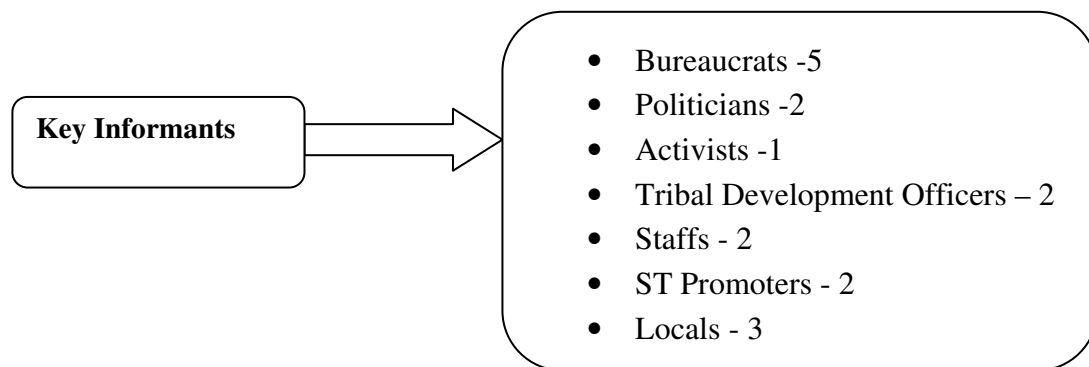 Key Informants
• Bureaucrats -5
• Politicians -2
• Activists -1
• Tribal Development Officers – 2
• Staffs - 2
• ST Promoters - 2
• Locals - 3